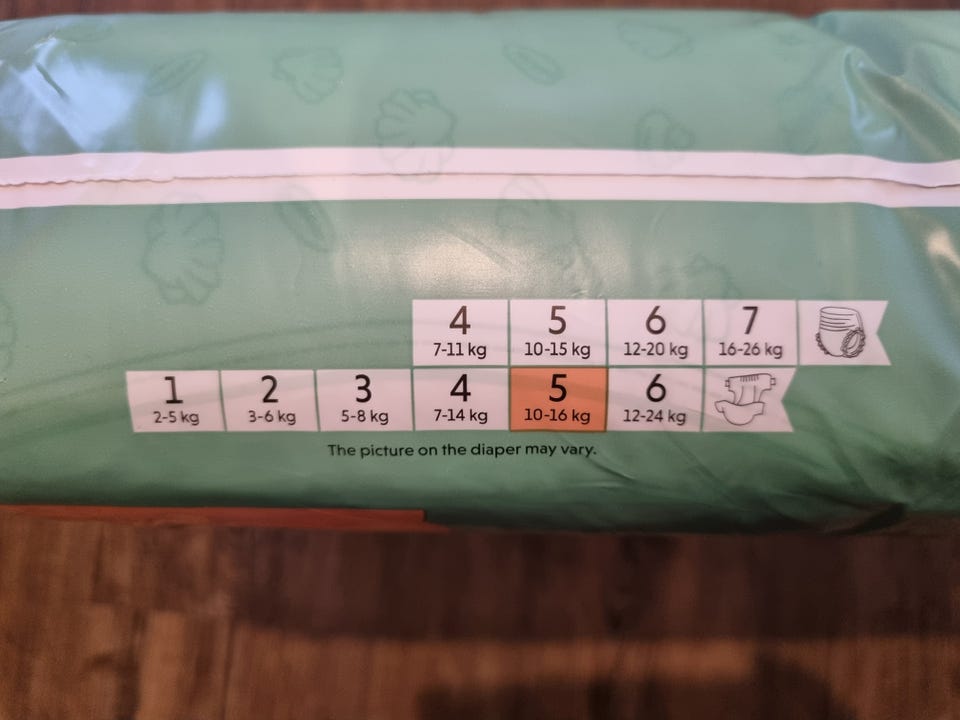 4 5 6 7
7-11 kg 10-15 kg 12-20 kg 16-26 kg
1 2 3 4 5 6
2-5 kg 3-6 kg 5-8 kg 7-14 kg 10-16 kg 12-24 kg
The picture on the diaper may vary.